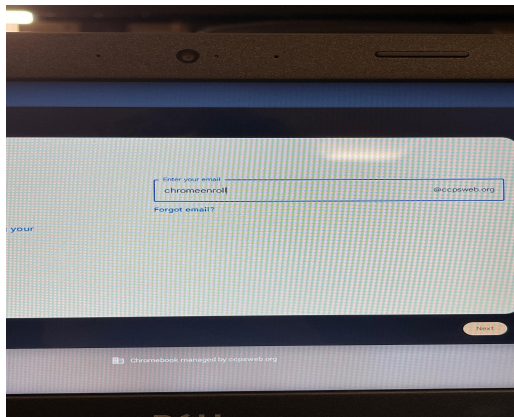 Enter your email
chromeenroll @ccpsweb.org
Forgot email?
your
Next
Chromebook managed by ccpsweb.org